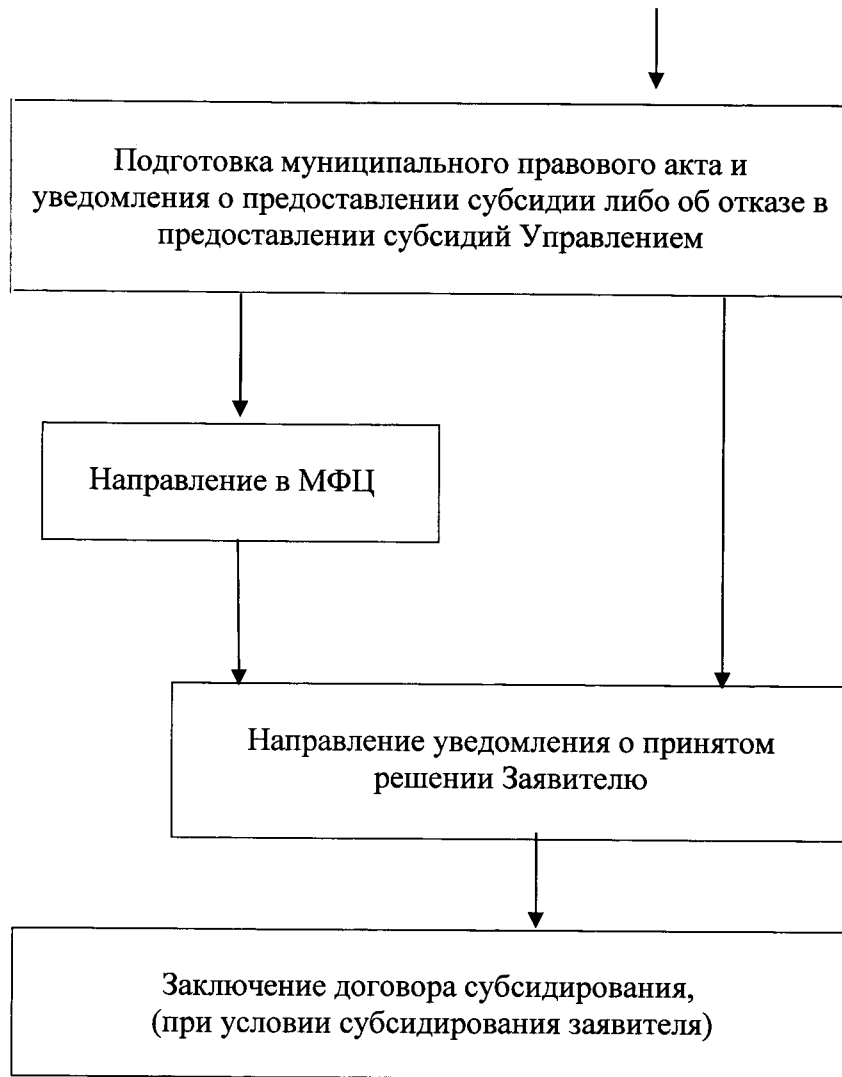 Подготовка муниципального правового акта и
уведомления о предоставлении субсидии либо об отказе в
предоставлении субсидий Управлением
Направление в МФЦ
Направление уведомления о принятом
решении Заявителю
Заключение договора субсидирования,
(при условии субсидирования заявителя)